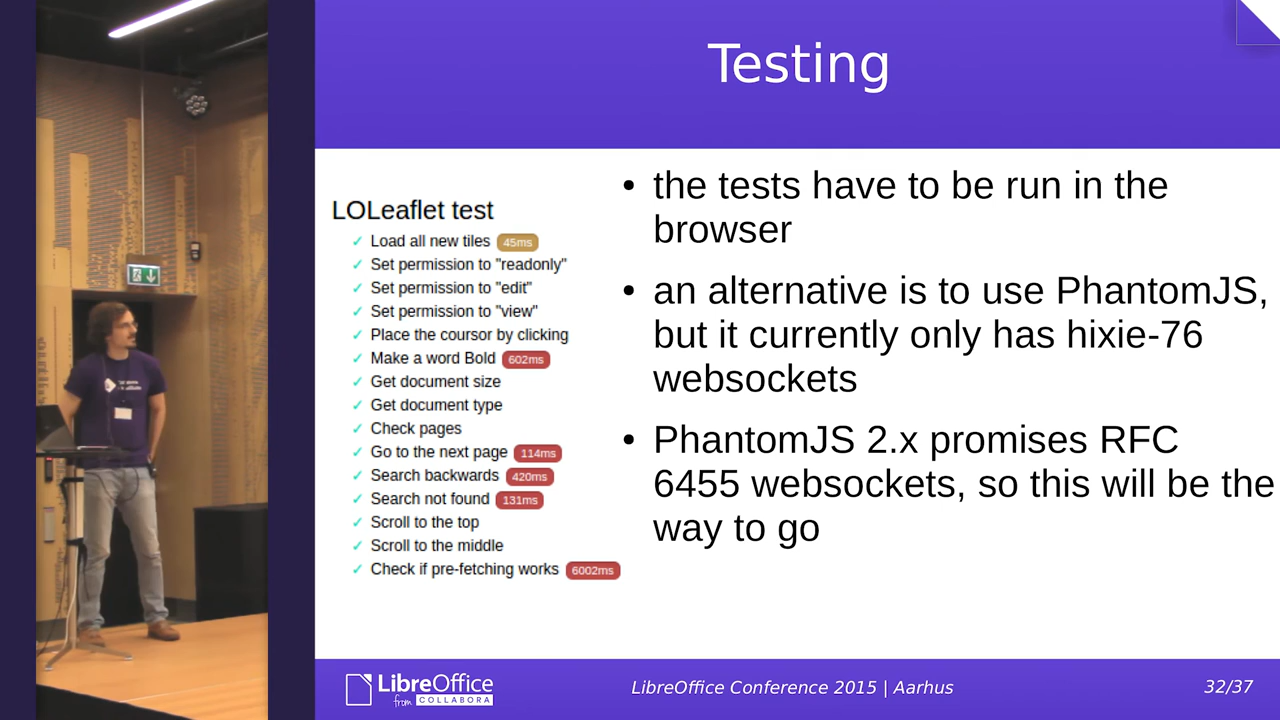 Testing
LOLeaflet test
✓ Load all new tiles 45ms
✓ Set permission to "readonly"
✓ Set permission to "edit"
✓ Set permission to "view"
✓ Place the coursor by clicking
✓ Make a word Bold 602ms
✓ Get document size
✓ Get document type
✓ Check pages
✓ Go to the next page 114ms
✓ Search backwards 420ms
✓ Search not found 131ms
✓ Scroll to the top
✓ Scroll to the middle
✓ Check if pre-fetching works 6002ms
• the tests have to be run in the
browser
• an alternative is to use PhantomJS,
but it currently only has hixie-76
websockets
• PhantomJS 2.x promises RFC
6455 websockets, so this will be the
way to go
LibreOffice
from COLLABORA
LibreOffice Conference 2015 | Aarhus
32/37